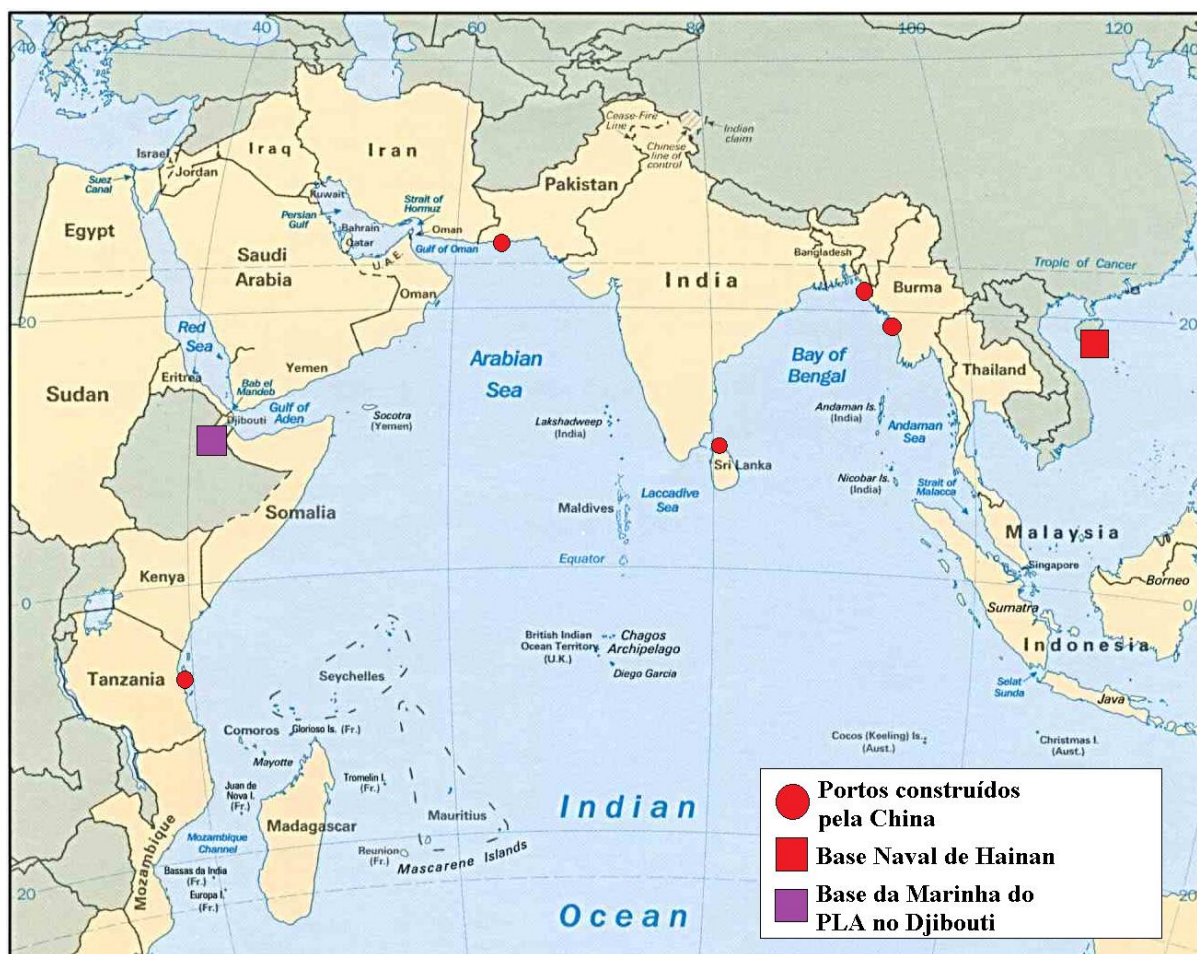 20
40
60
80
100
120
40
40
Cease-Fire
Line
Chinese
line of
control
Indian
claim
Israel
Iraq
Iran
Jordan
Suez
Canal
Kuwait
Strait of
Hormuz
Pakistan
Persian
Gulf
Bahrain
Qatar
Oman
Gulf of Oman
Egypt
Saudi
Arabia
U.A.E.
Oman
Bangladesh
India
Burma
Tropic of Cancer
20
20
Red
Sea
Arabian
Sea
Bay of
Bengal
Yemen
Thailand
Eritrea
Bab el
Mandeb
Sudan
Gulf of
Aden
Djibouti
Socotra
(Yemen)
Lakshadweep
(India)
Andaman Is.
(India)
Andaman
Sea
Sri Lanka
Nicobar Is.
(India)
Strait of
Malacca
Laccadive
Sea
Somalia
Maldives
Malaysia
Singapore
Equator
Kenya
Borneo
0
0
Sumatra
British Indian
Ocean Territory
(U.K.)
Chagos
Archipelago
Diego Garcia
Indonesia
Tanzania
Seychelles
Selat
Sunda
Java
Comoros
Glorioso Is. (Fr.)
Cocos (Keeling) Is.
(Aust.)
Christmas I.
(Aust.)
Mayotte
Juan de
Nova I.
(Fr.)
Tromelin I.
(Fr.)
Madagascar
Mauritius
Indian
Mozambique
Mozambique
Channel
Reunion
(Fr.)
Mascarene Islands
Bassas da India
(Fr.)
Europa I.
(Fr.)
20
20
Ocean
Portos construídos
pela China
Base Naval de Hainan
Base da Marinha do
PLA no Djibouti